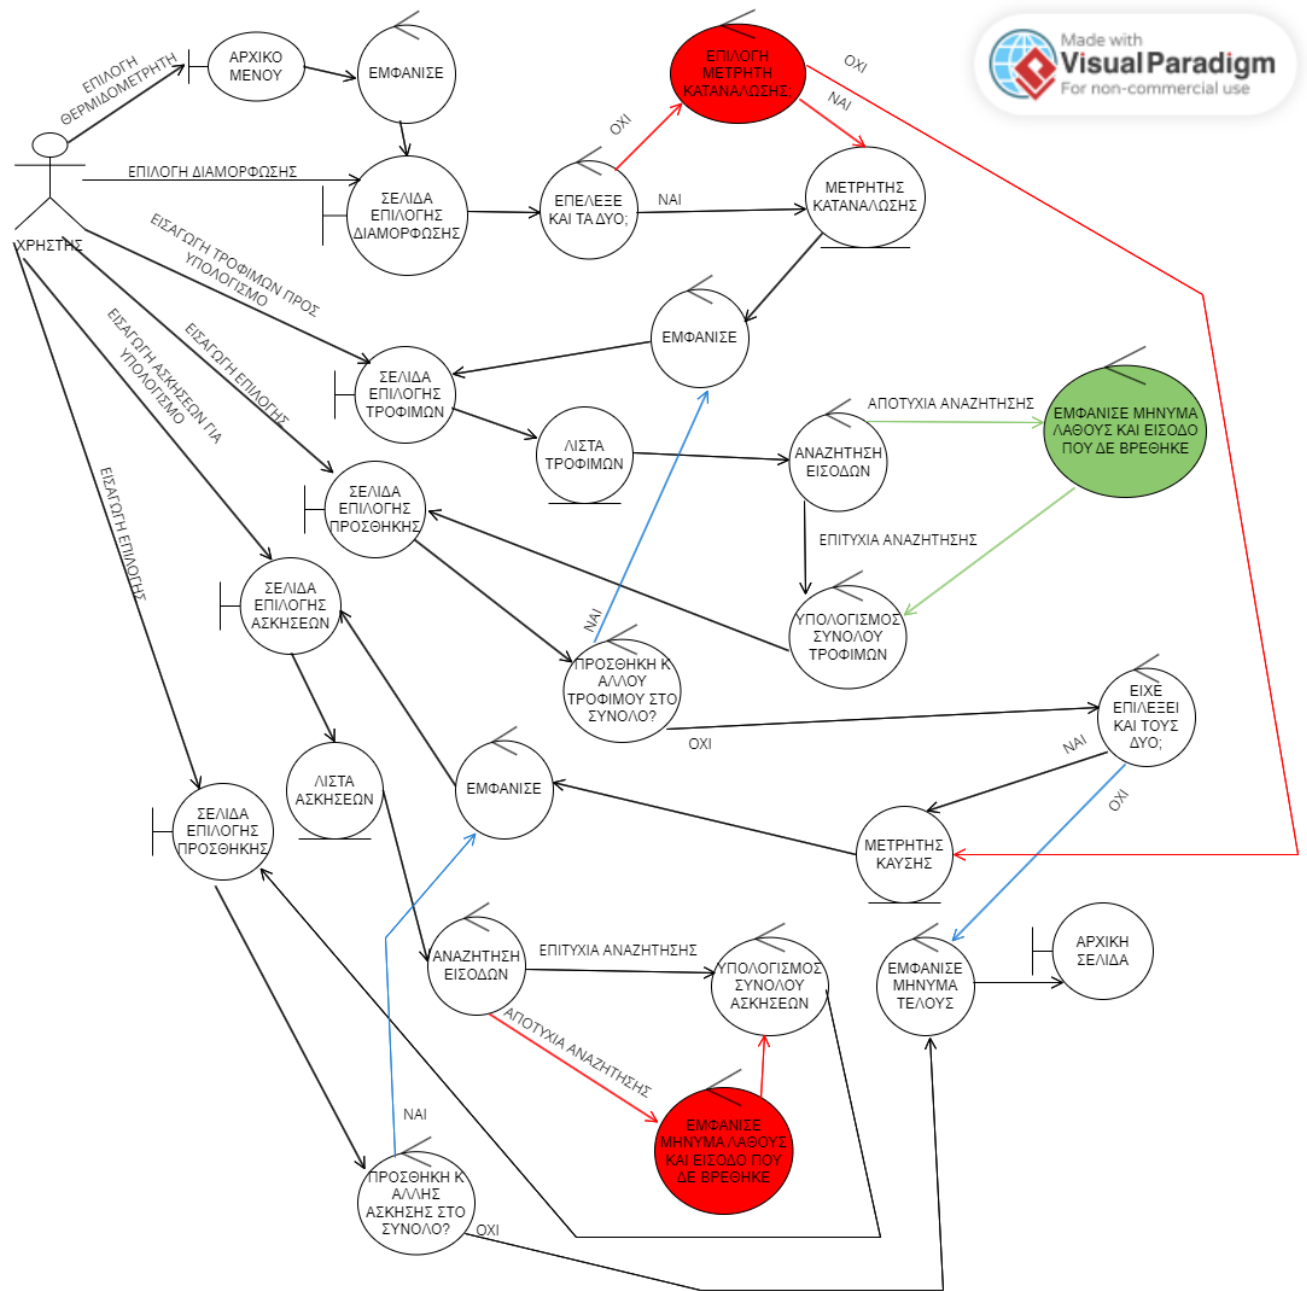 Made with
Visual Paradigm
For non-commercial use
ΕΠΙΛΟΓΗ
ΘΕΡΜΙΔΟΜΕΤΡΗΤΗ
ΑΡΧΙΚΟ
ΜΕΝΟΥ
ΕΜΦΑΝΙΣΕ
ΕΠΙΛΟΓΗ
ΜΕΤΡΗΤΗ
ΚΑΤΑΝΑΛΩΣΗΣ;
ΟΧΙ
ΝΑΙ
ΟΧΙ
ΧΡΗΣΤΗΣ
ΕΠΙΛΟΓΗ ΔΙΑΜΟΡΦΩΣΗΣ
ΣΕΛΙΔΑ
ΕΠΙΛΟΓΗΣ
ΔΙΑΜΟΡΦΩΣΗΣ
ΕΠΕΛΕΞΕ
ΚΑΙ ΤΑ ΔΥΟ;
ΝΑΙ
ΜΕΤΡΗΤΗΣ
ΚΑΤΑΝΑΛΩΣΗΣ
ΕΙΣΑΓΩΓΗ ΤΡΟΦΙΜΩΝ ΠΡΟΣ
ΥΠΟΛΟΓΙΣΜΟ
ΕΜΦΑΝΙΣΕ
ΕΙΣΑΓΩΓΗ ΕΠΙΛΟΓΗΣ
ΕΙΣΑΓΩΓΗ ΑΣΚΗΣΕΩΝ ΓΙΑ
ΥΠΟΛΟΓΙΣΜΟ
ΕΙΣΑΓΩΓΗ ΕΠΙΛΟΓΗΣ
ΣΕΛΙΔΑ
ΕΠΙΛΟΓΗΣ
ΤΡΟΦΙΜΩΝ
ΛΙΣΤΑ
ΤΡΟΦΙΜΩΝ
ΑΝΑΖΗΤΗΣΗ
ΕΙΣΟΔΩΝ
ΑΠΟΤΥΧΙΑ ΑΝΑΖΗΤΗΣΗΣ
ΕΜΦΑΝΙΣΕ ΜΗΝΥΜΑ
ΛΑΘΟΥΣ ΚΑΙ ΕΙΣΟΔΟ
ΠΟΥ ΔΕ ΒΡΕΘΗΚΕ
ΣΕΛΙΔΑ
ΕΠΙΛΟΓΗΣ
ΠΡΟΣΘΗΚΗΣ
ΕΠΙΤΥΧΙΑ ΑΝΑΖΗΤΗΣΗΣ
ΣΕΛΙΔΑ
ΕΠΙΛΟΓΗΣ
ΑΣΚΗΣΕΩΝ
ΝΑΙ
ΥΠΟΛΟΓΙΣΜΟΣ
ΣΥΝΟΛΟΥ
ΤΡΟΦΙΜΩΝ
ΠΡΟΣΘΗΚΗ Κ
ΑΛΛΟΥ
ΤΡΟΦΙΜΟΥ ΣΤΟ
ΣΥΝΟΛΟ?
ΟΧΙ
ΕΙΧΕ
ΕΠΙΛΕΞΕΙ
ΚΑΙ ΤΟΥΣ
ΔΥΟ;
ΝΑΙ
ΟΧΙ
ΛΙΣΤΑ
ΑΣΚΗΣΕΩΝ
ΕΜΦΑΝΙΣΕ
ΣΕΛΙΔΑ
ΕΠΙΛΟΓΗΣ
ΠΡΟΣΘΗΚΗΣ
ΜΕΤΡΗΤΗΣ
ΚΑΥΣΗΣ
ΑΝΑΖΗΤΗΣΗ
ΕΙΣΟΔΩΝ
ΕΠΙΤΥΧΙΑ ΑΝΑΖΗΤΗΣΗΣ
ΥΠΟΛΟΓΙΣΜΟΣ
ΣΥΝΟΛΟΥ
ΑΣΚΗΣΕΩΝ
ΕΜΦΑΝΙΣΕ
ΜΗΝΥΜΑ
ΤΕΛΟΥΣ
ΑΡΧΙΚΗ
ΣΕΛΙΔΑ
ΑΠΟΤΥΧΙΑ ΑΝΑΖΗΤΗΣΗΣ
ΕΜΦΑΝΙΣΕ
ΜΗΝΥΜΑ ΛΑΘΟΥΣ
ΚΑΙ ΕΙΣΟΔΟ ΠΟΥ
ΔΕ ΒΡΕΘΗΚΕ
ΝΑΙ
ΠΡΟΣΘΗΚΗ Κ
ΑΛΛΗΣ
ΑΣΚΗΣΗΣ ΣΤΟ
ΣΥΝΟΛΟ?
ΟΧΙ